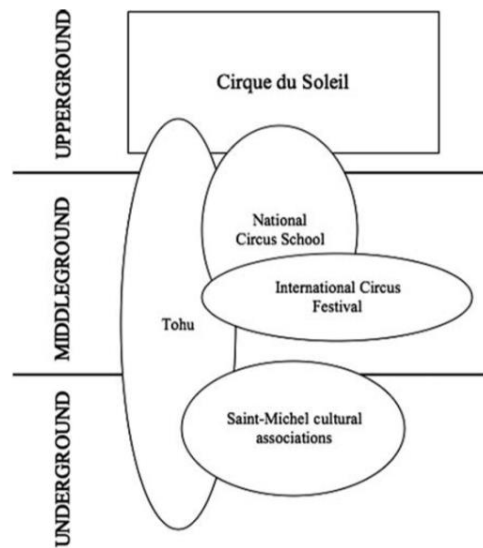 UPPERGROUND
Cirque du Soleil
MIDDLEGROUND
National
Circus School
International Circus
Festival
Tohu
UNDERGROUND
Saint-Michel cultural
associations